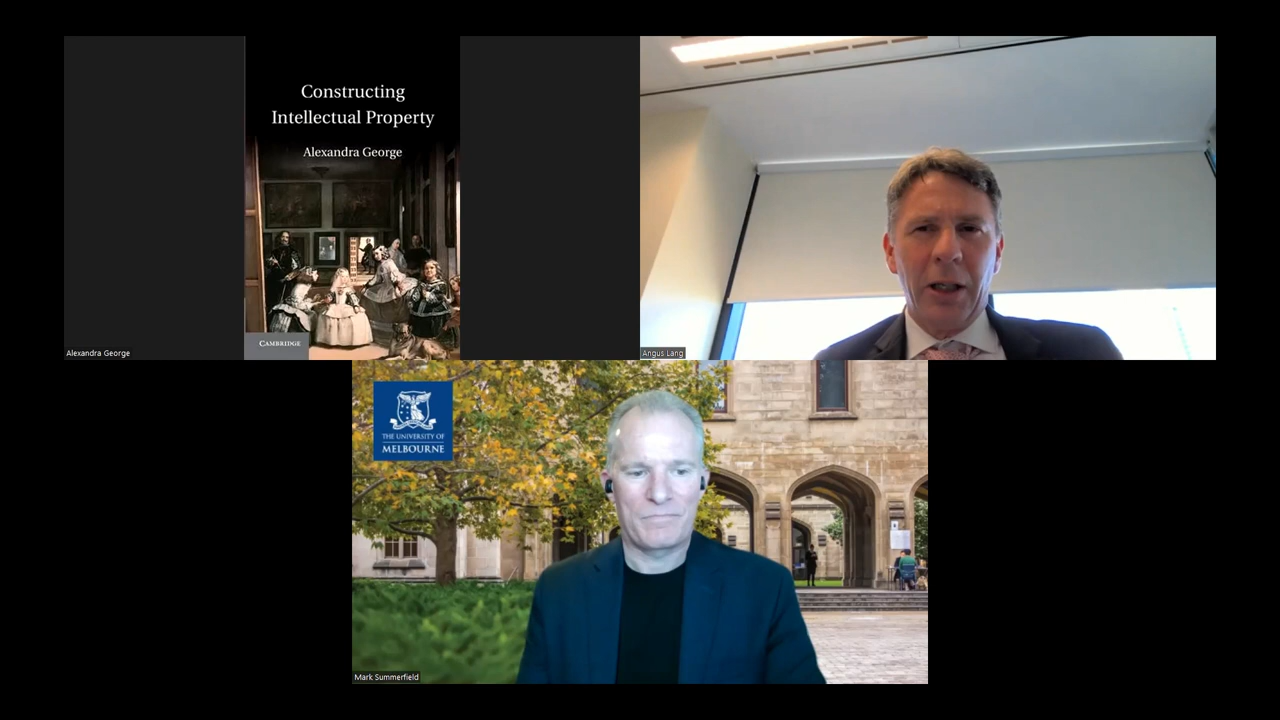 Constructing
Intellectual Property
Alexandra George
CAMBRIDGE
Alexandra George
Angus Lang
THE UNIVERSITY OF
MELBOURNE
Mark Summerfield